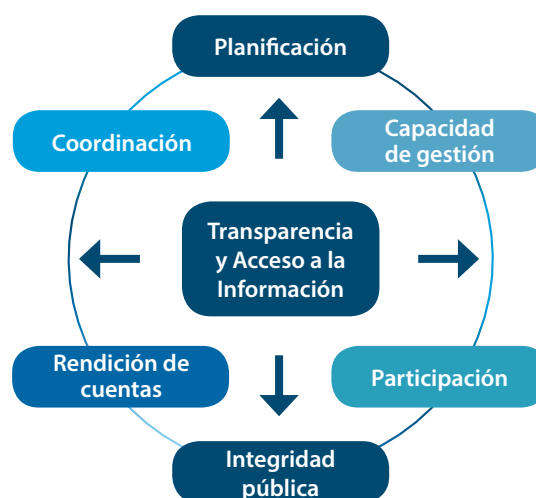 Planificación
Coordinación
Capacidad
de gestión
Transparencia
y Acceso a la
Información
Rendición de
cuentas
Participación
Integridad
pública